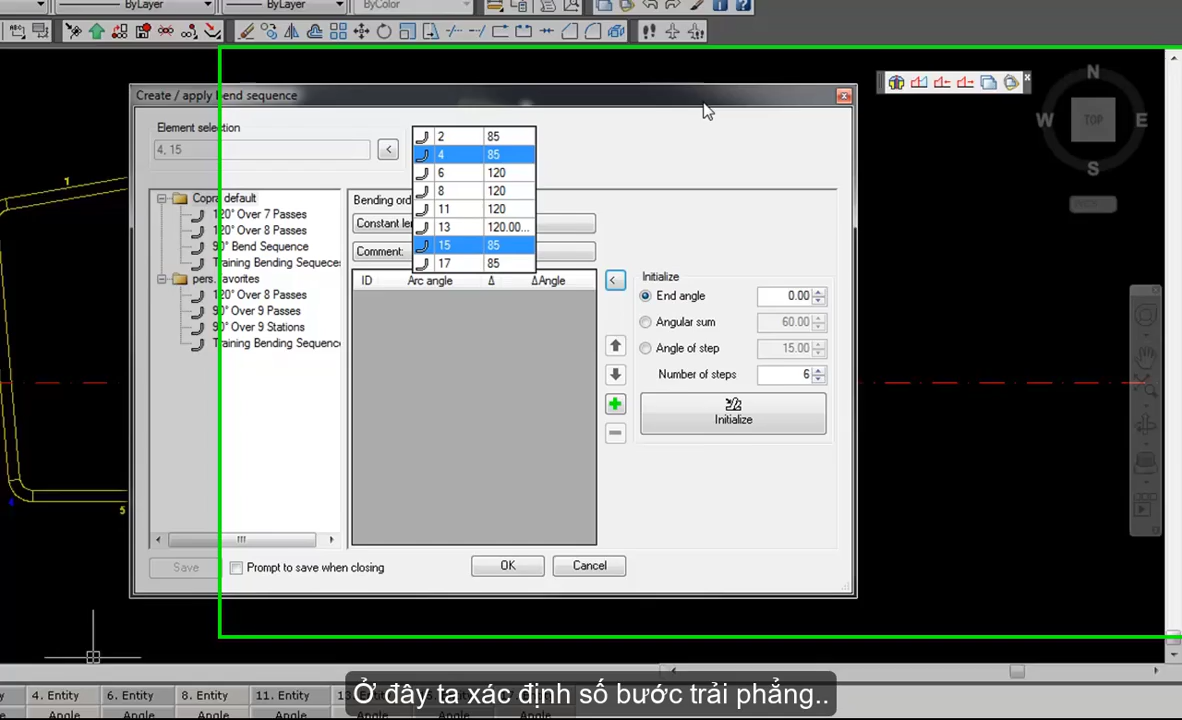 ByLayer
ByLayer
ByColor
Create / apply bend sequence
Element selection
4, 15
<
2 85
4 85
6 120
8 120
11 120
13 120.00...
15 85
17 85
Copra default
120° Over 7 Passes
120° Over 8 Passes
90° Bend Sequence
Training Bending Sequeces
pers. favorites
120° Over 8 Passes
90° Over 9 Passes
90° Over 9 Stations
Training Bending Sequenc
Bending ord
Constant len
Comment:
ID Arc angle Δ ΔAngle
<
Initialize
End angle 0.00
Angular sum 60.00
Angle of step 15.00
Number of steps 6
Initialize
Save
Prompt to save when closing
OK
Cancel
N
W
TOP
E
S
1
4
5
4. Entity
6. Entity
8. Entity
11. Entity
Angle
Angle
Angle
Angle
Ở đây ta xác định số bước trải phẳng..